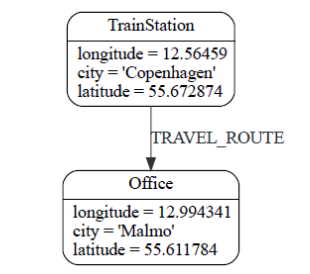 TrainStation
longitude = 12.56459
city = 'Copenhagen'
latitude = 55.672874
TRAVEL_ROUTE
Office
longitude = 12.994341
city = 'Malmo'
latitude = 55.611784